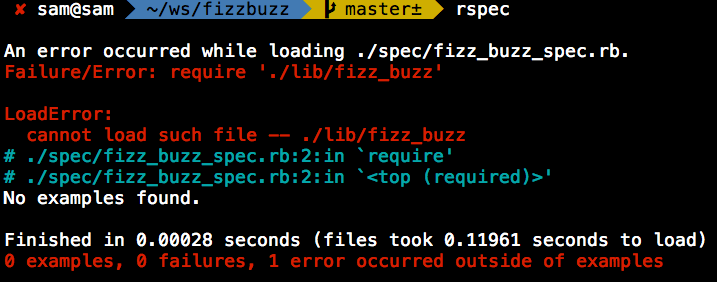 ✘ sam@sam ~/ws/fizzbuzz master± rspec
An error occurred while loading ./spec/fizz_buzz_spec.rb.
Failure/Error: require './lib/fizz_buzz'
LoadError:
cannot load such file -- ./lib/fizz_buzz
# ./spec/fizz_buzz_spec.rb:2:in `require'
# ./spec/fizz_buzz_spec.rb:2:in `<top (required)>'
No examples found.
Finished in 0.00028 seconds (files took 0.11961 seconds to load)
0 examples, 0 failures, 1 error occurred outside of examples